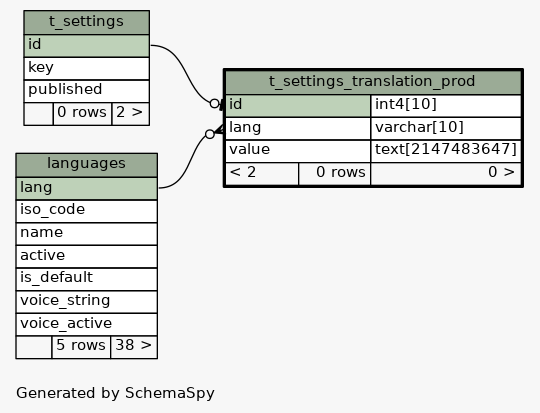 t_settings
id
key
published
0 rows 2 >
t_settings_translation_prod
id int4[10]
lang varchar[10]
value text[2147483647]
< 2 0 rows 0 >
languages
lang
iso_code
name
active
is_default
voice_string
voice_active
5 rows 38 >
Generated by SchemaSpy